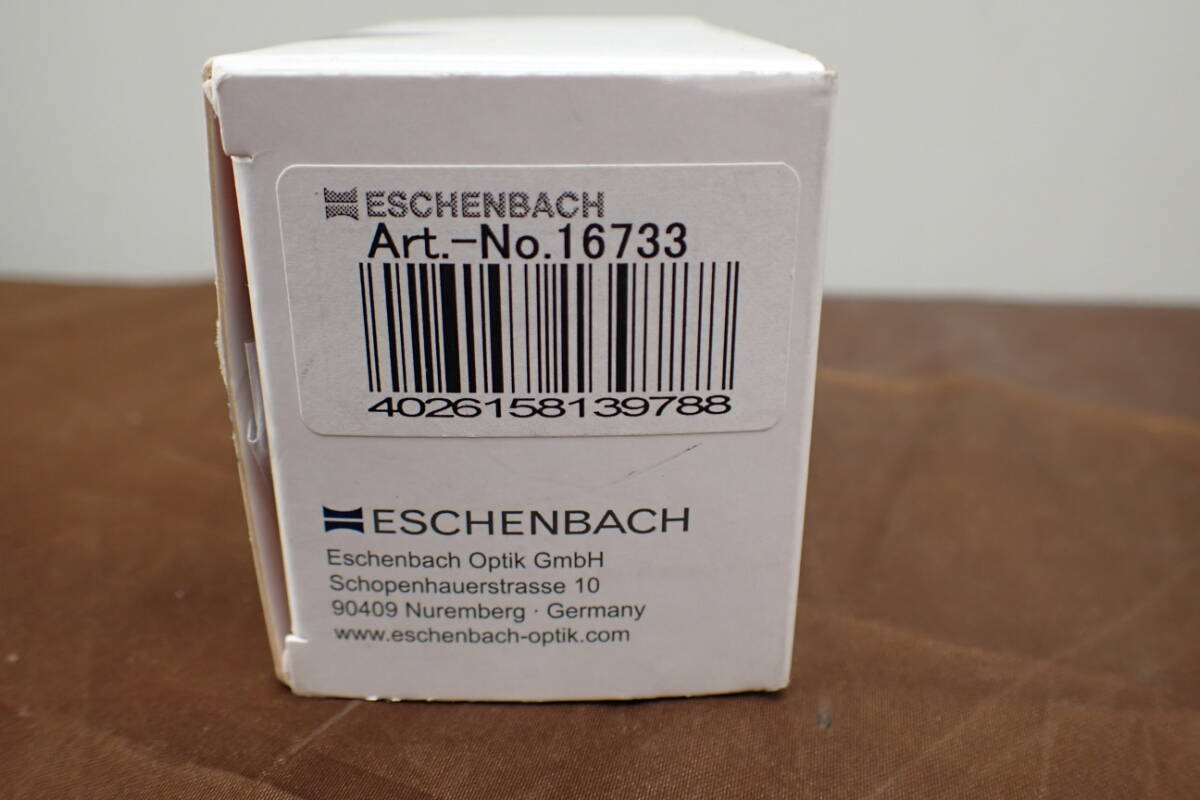 ESCHENBACH
Art.-No.16733
4026158139788
ESCHENBACH
Eschenbach Optik GmbH
Schopenhauerstrasse 10
90409 Nuremberg · Germany
www.eschenbach-optik.com